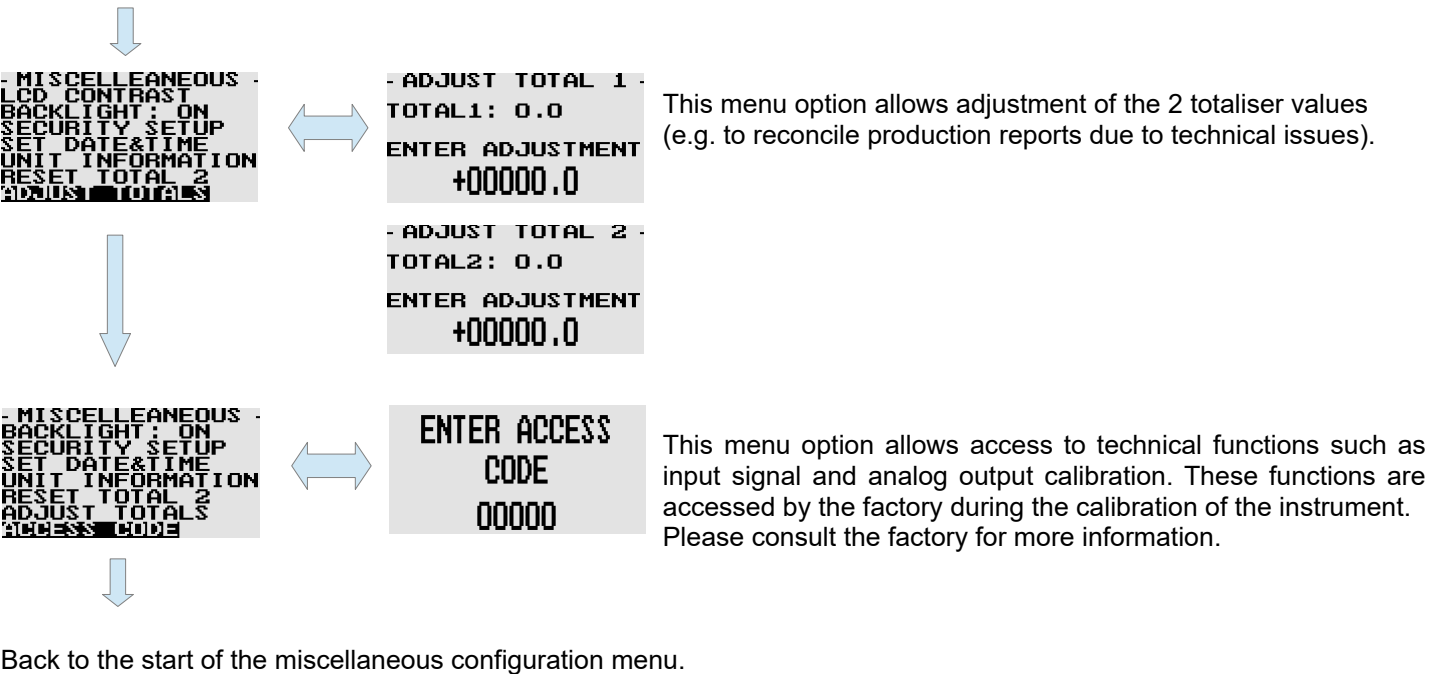 - MISCELLEANEOUS -
LCD CONTRAST
BACKLIGHT: ON
SECURITY SETUP
SET DATE&TIME
UNIT INFORMATION
RESET TOTAL 2
ADJUST TOTALS
- ADJUST TOTAL 1 -
TOTAL1: 0.0
ENTER ADJUSTMENT
+00000.0
This menu option allows adjustment of the 2 totaliser values
(e.g. to reconcile production reports due to technical issues).
- ADJUST TOTAL 2 -
TOTAL2: 0.0
ENTER ADJUSTMENT
+00000.0
- MISCELLEANEOUS -
BACKLIGHT: ON
SECURITY SETUP
SET DATE&TIME
UNIT INFORMATION
RESET TOTAL 2
ADJUST TOTALS
ACCESS CODE
ENTER ACCESS
CODE
00000
This menu option allows access to technical functions such as
input signal and analog output calibration. These functions are
accessed by the factory during the calibration of the instrument.
Please consult the factory for more information.
Back to the start of the miscellaneous configuration menu.